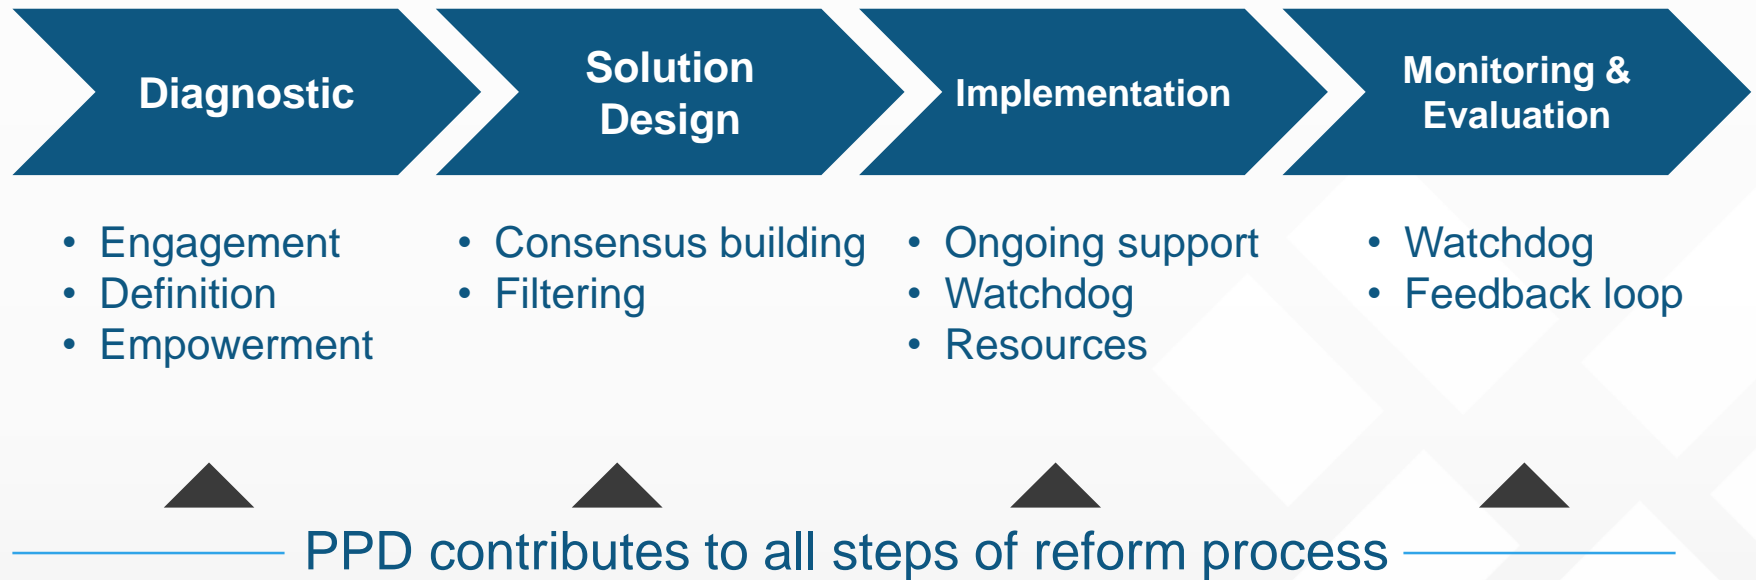 Diagnostic
Solution
Design
Implementation
Monitoring &
Evaluation
• Engagement
• Definition
• Empowerment
• Consensus building
• Filtering
• Ongoing support
• Watchdog
• Resources
• Watchdog
• Feedback loop
PPD contributes to all steps of reform process